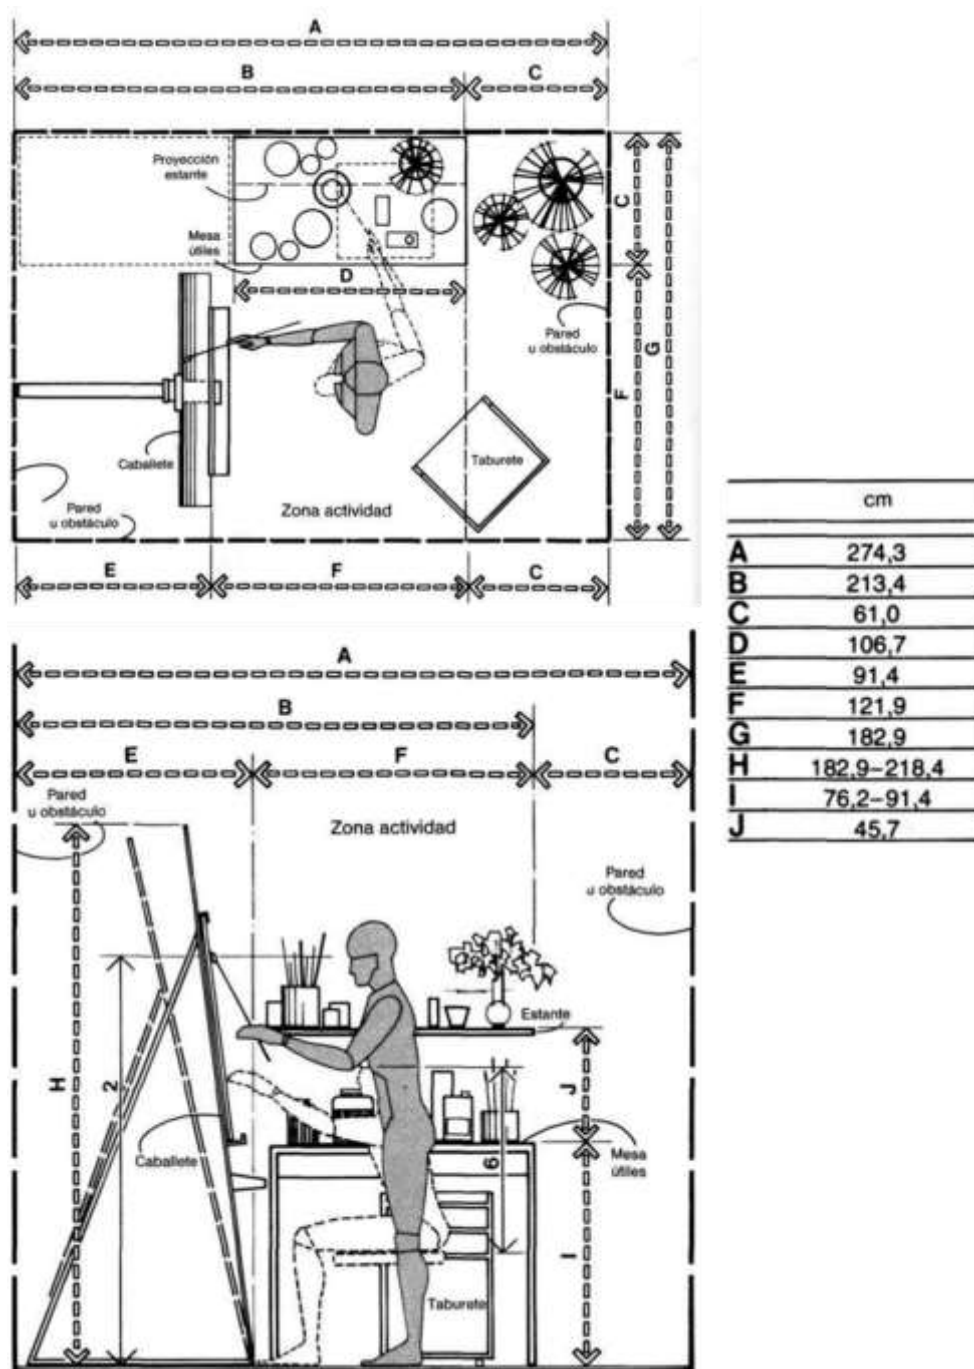 A
B
C
Proyección
estante
C
Mesa
útiles
D
Pared
u obstáculo
G
F
Caballete
Taburete
Pared
u obstáculo
Zona actividad
E
F
C
cm
A 274,3
B 213,4
C 61,0
D 106,7
E 91,4
F 121,9
G 182,9
H 182,9–218,4
I 76,2–91,4
J 45,7
A
B
E
F
C
Pared
u obstáculo
Zona actividad
Pared
u obstáculo
Estante
H
2
J
Caballete
6
Mesa
útiles
I
Taburete